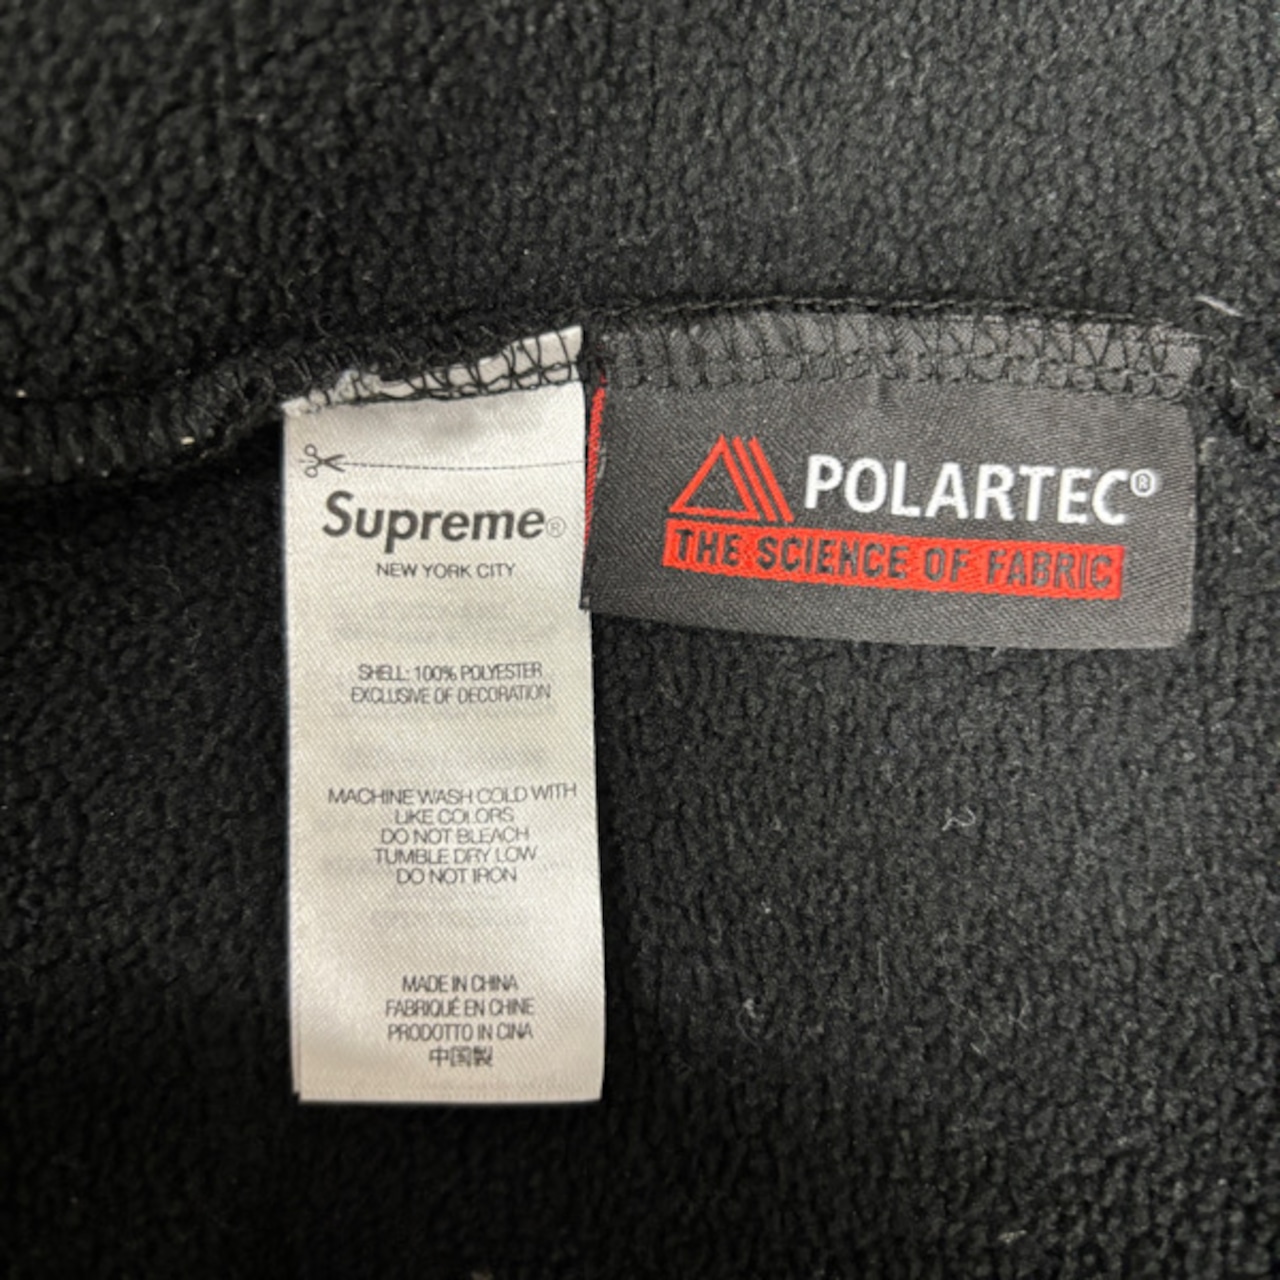 Supreme®
NEW YORK CITY
SHELL: 100% POLYESTER
EXCLUSIVE OF DECORATION
MACHINE WASH COLD WITH
LIKE COLORS
DO NOT BLEACH
TUMBLE DRY LOW
DO NOT IRON
MADE IN CHINA
FABRIQUÉ EN CHINE
PRODOTTO IN CINA
中国製
POLARTEC®
THE SCIENCE OF FABRIC